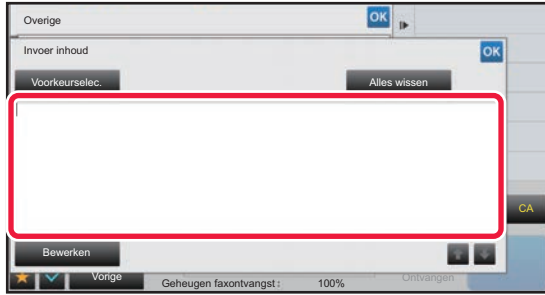 Overige OK
Invoer inhoud OK
Voorkeurselec. Alles wissen
CA
Bewerken
Vorige Geheugen faxontvangst : 100% Ontvangen